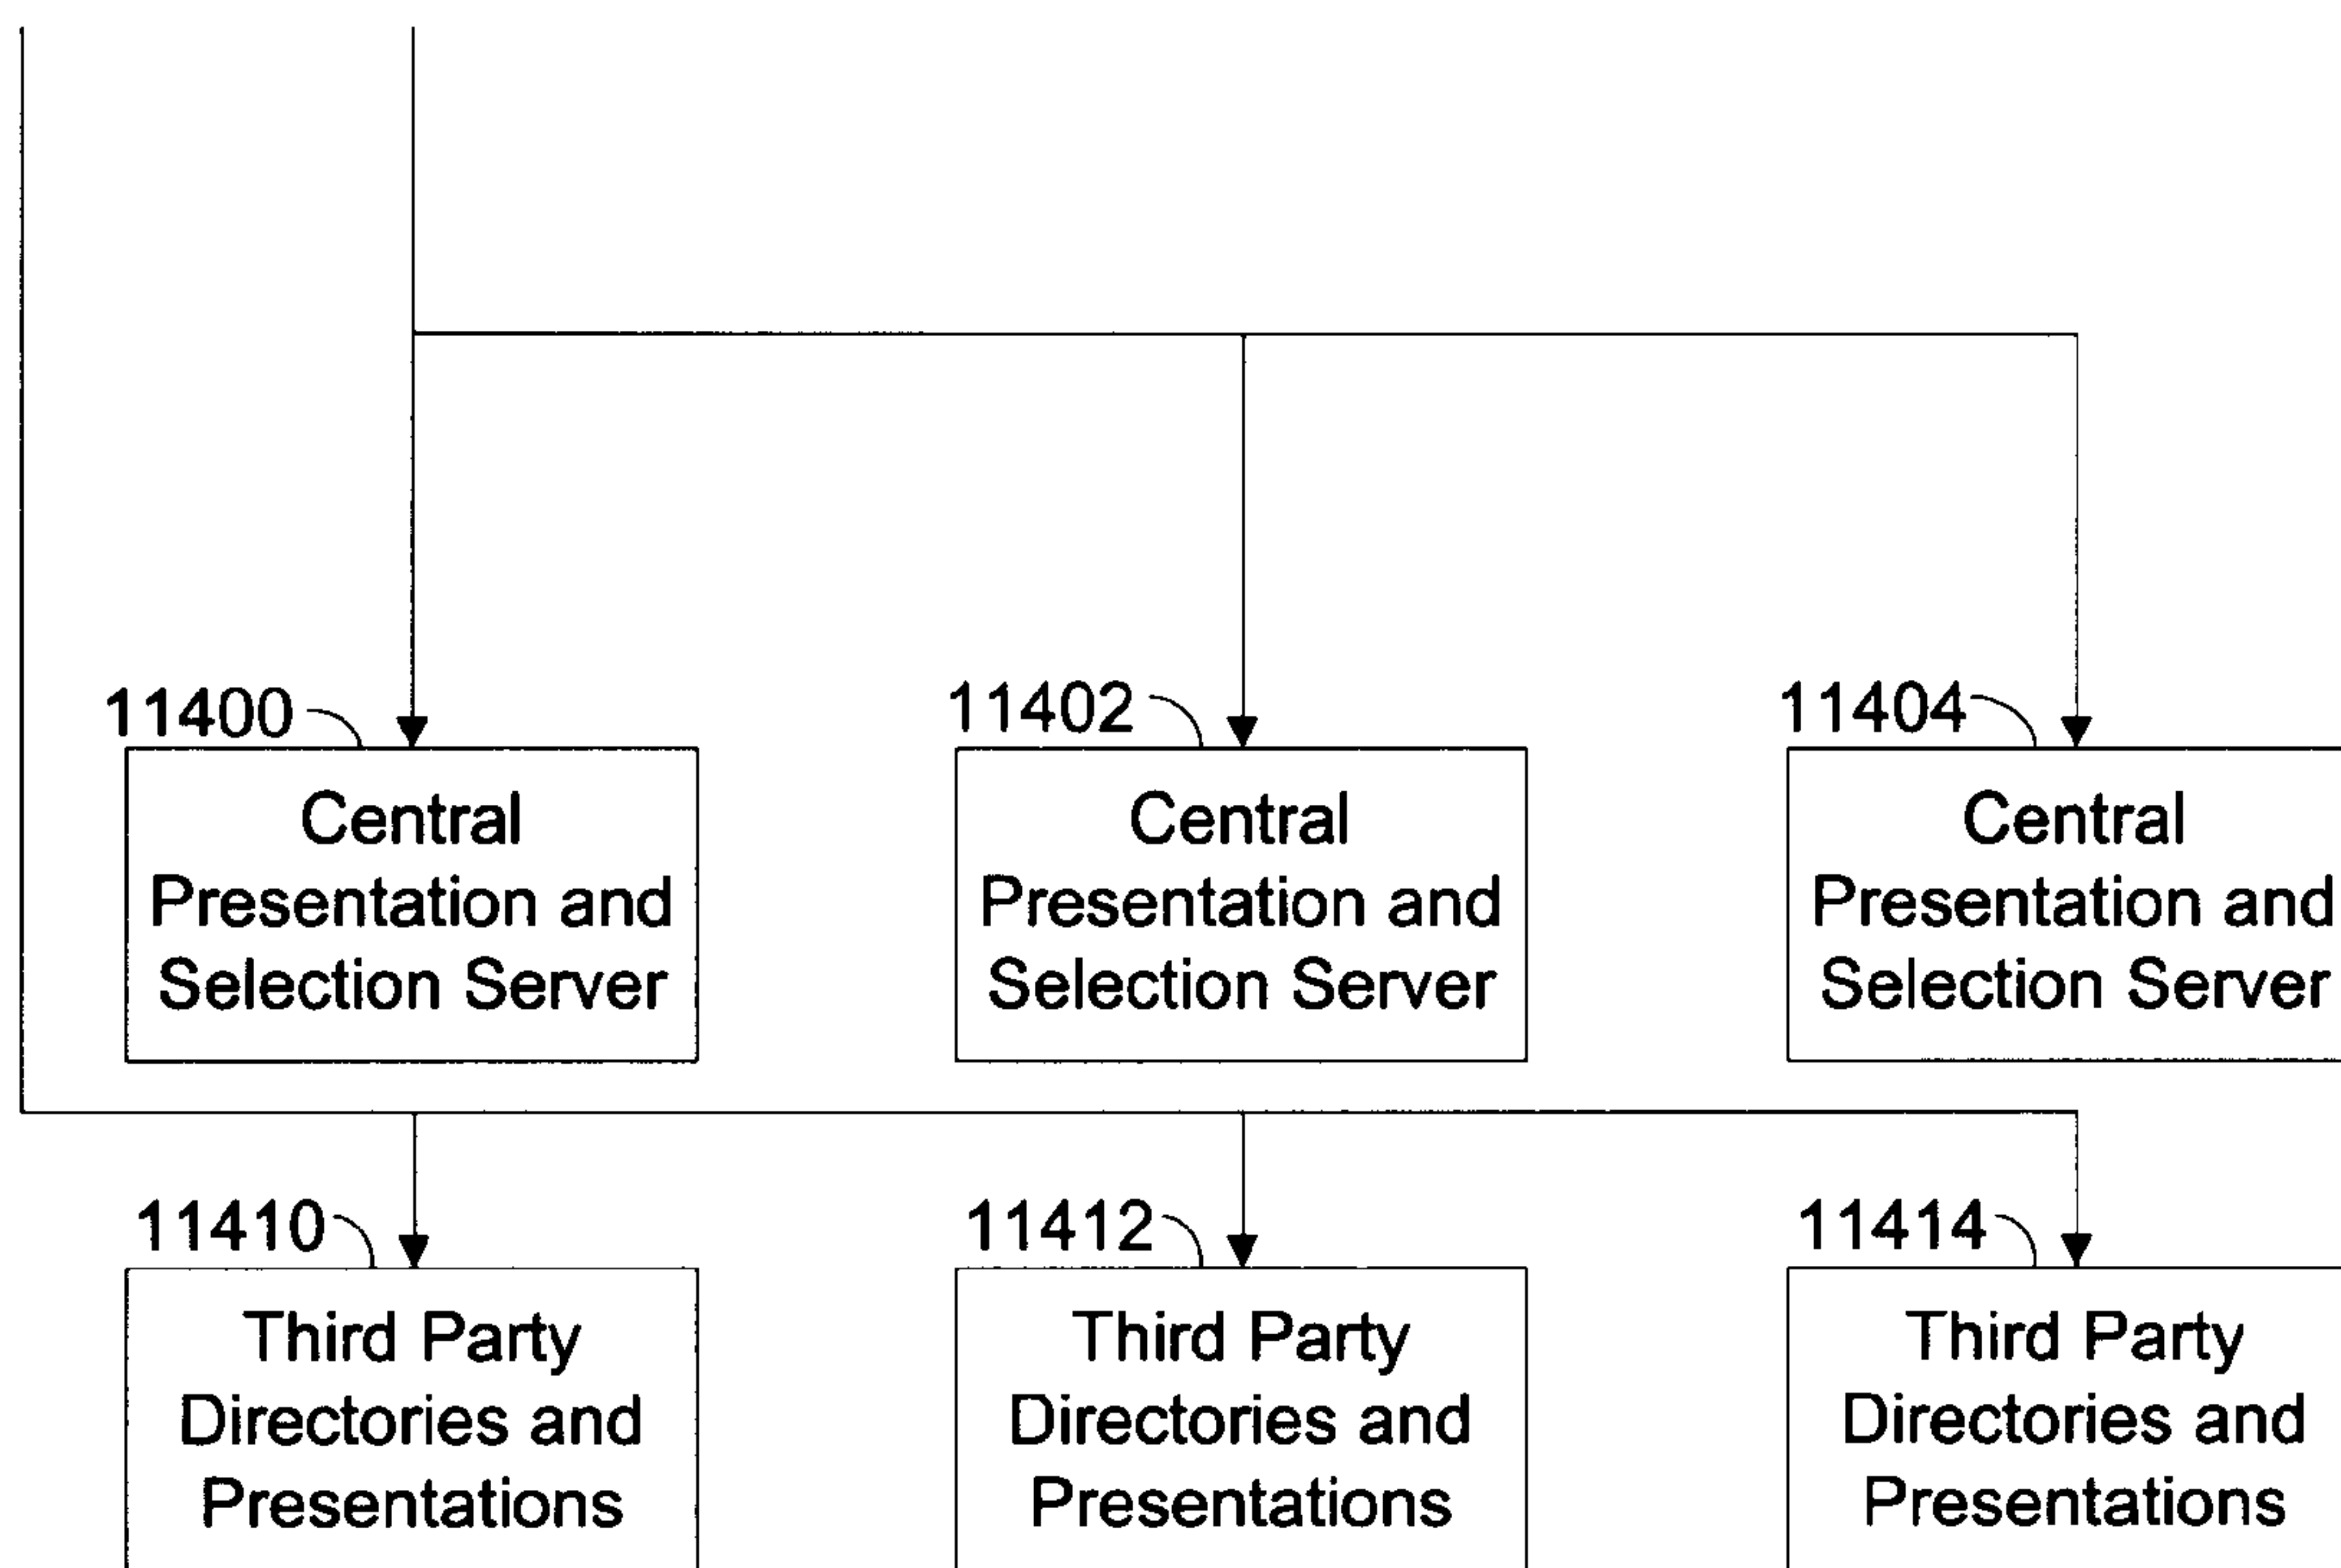 11400
11402
11404
Central
Presentation and
Selection Server
Central
Presentation and
Selection Server
Central
Presentation and
Selection Server
11410
11412
11414
Third Party
Directories and
Presentations
Third Party
Directories and
Presentations
Third Party
Directories and
Presentations